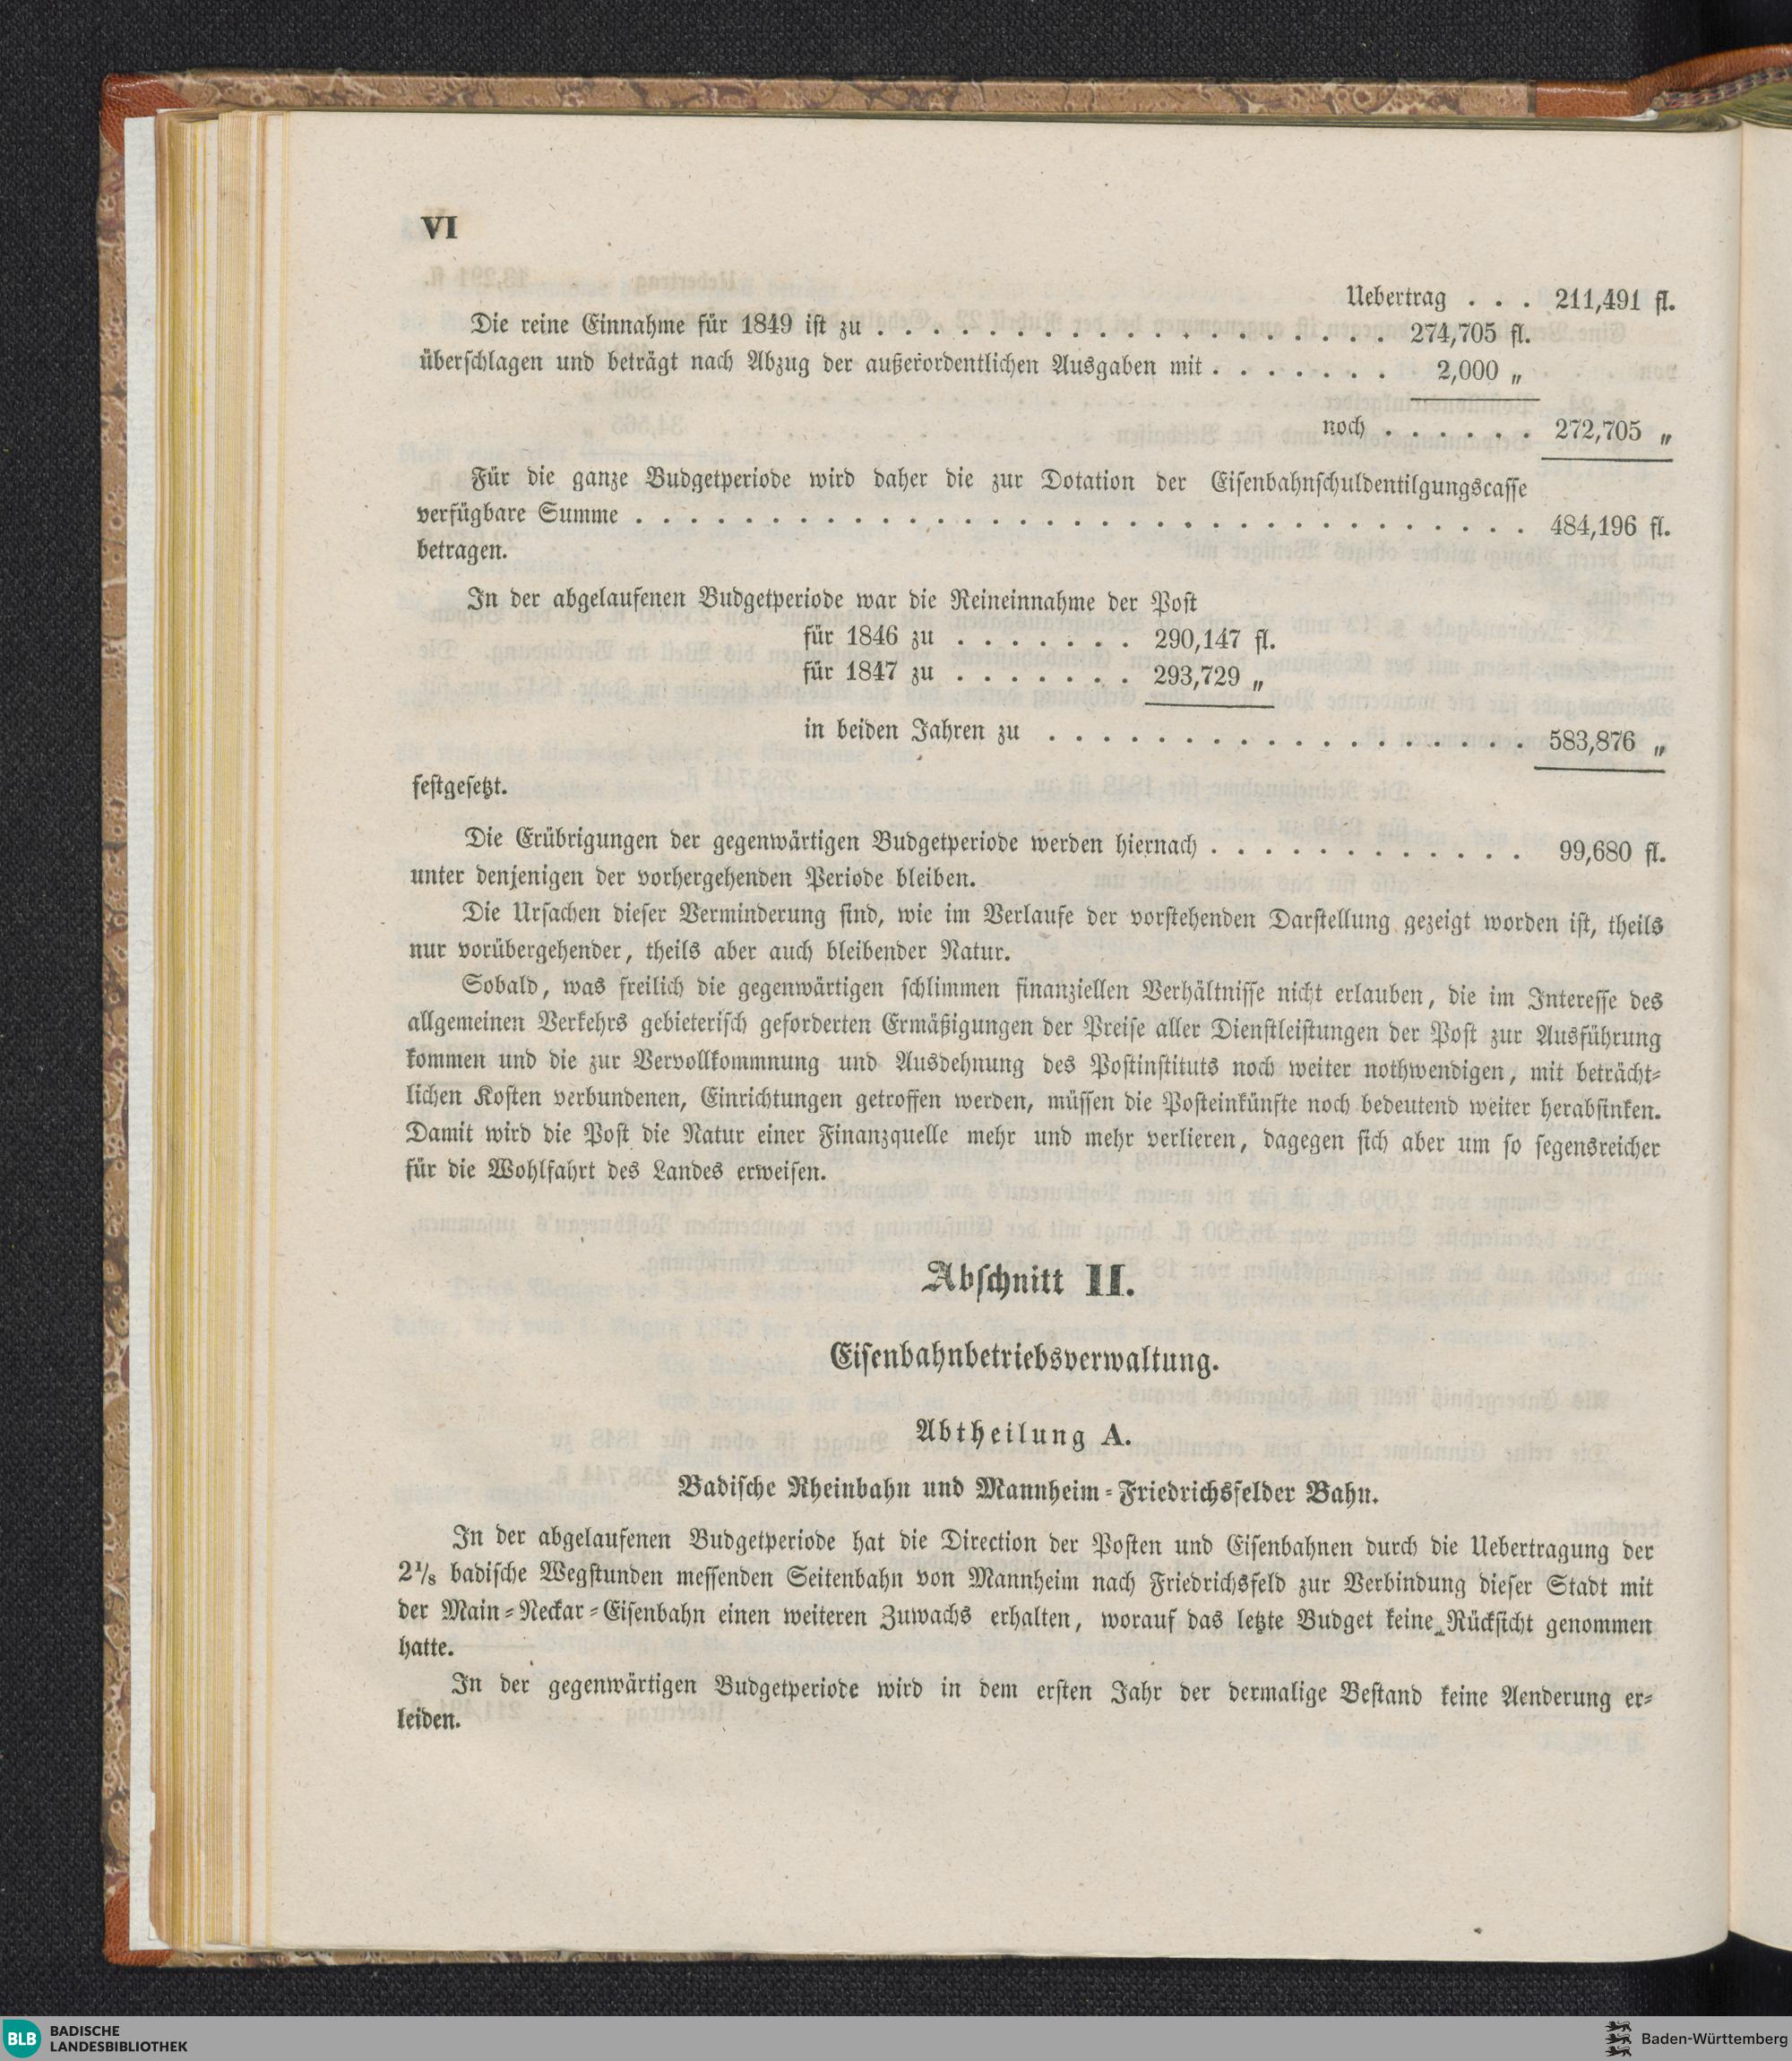 VI
Uebertrag . . . 211,491 fl.
Die reine Einnahme für 1849 ist zu . . . . . . . . . . . . . . . . . . . 274,705 fl.
überschlagen und beträgt nach Abzug der außerordentlichen Ausgaben mit . . . . . . . 2,000 „
noch . . . . . . 272,705 „
Für die ganze Budgetperiode wird daher die zur Dotation der Eisenbahnschuldentilgungscasse
verfügbare Summe . . . . . . . . . . . . . . . . . . . . . . . . . . . . . . . . . 484,196 fl.
betragen.
In der abgelaufenen Budgetperiode war die Reineinnahme der Post
für 1846 zu . . . . . . . 290,147 fl.
für 1847 zu . . . . . . . 293,729 „
in beiden Jahren zu . . . . . . . . . . . . . . . . . . 583,876 „
festgesetzt.
Die Erübrigungen der gegenwärtigen Budgetperiode werden hiernach . . . . . . . . . . . . 99,680 fl.
unter denjenigen der vorhergehenden Periode bleiben.
Die Ursachen dieser Verminderung sind, wie im Verlaufe der vorstehenden Darstellung gezeigt worden ist, theils
nur vorübergehender, theils aber auch bleibender Natur.
Sobald, was freilich die gegenwärtigen schlimmen finanziellen Verhältnisse nicht erlauben, die im Interesse des
allgemeinen Verkehrs gebieterisch geforderten Ermäßigungen der Preise aller Dienstleistungen der Post zur Ausführung
kommen und die zur Vervollkommnung und Ausdehnung des Postinstituts noch weiter nothwendigen, mit beträcht-
lichen Kosten verbundenen, Einrichtungen getroffen werden, müssen die Posteinkünfte noch bedeutend weiter herabsinken.
Damit wird die Post die Natur einer Finanzquelle mehr und mehr verlieren, dagegen sich aber um so segensreicher
für die Wohlfahrt des Landes erweisen.
Abschnitt II.
Eisenbahnbetriebsverwaltung.
Abtheilung A.
Badische Rheinbahn und Mannheim-Friedrichsfelder Bahn.
In der abgelaufenen Budgetperiode hat die Direction der Posten und Eisenbahnen durch die Uebertragung der
2⅛ badische Wegstunden messenden Seitenbahn von Mannheim nach Friedrichsfeld zur Verbindung dieser Stadt mit
der Main-Neckar-Eisenbahn einen weiteren Zuwachs erhalten, worauf das letzte Budget keine Rücksicht genommen
hatte.
In der gegenwärtigen Budgetperiode wird in dem ersten Jahr der dermalige Bestand keine Aenderung er-
leiden.
BLB BADISCHE
LANDESBIBLIOTHEK
Baden-Württemberg